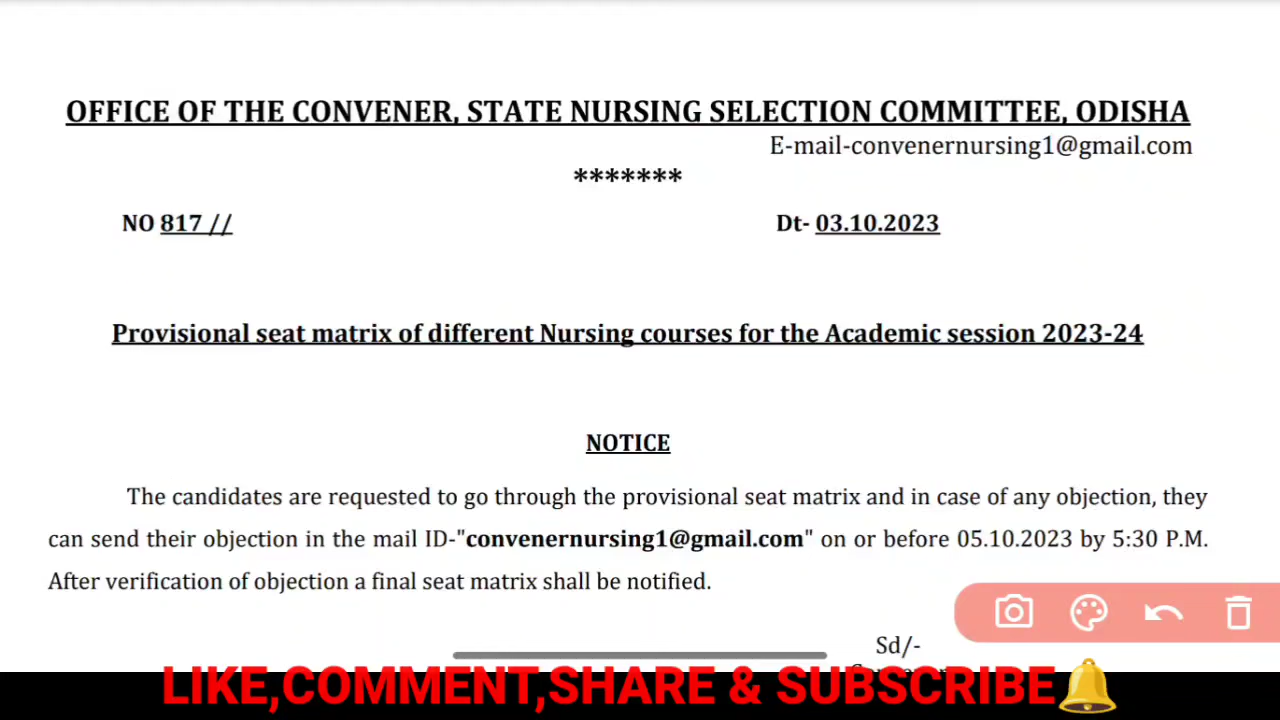 OFFICE OF THE CONVENER, STATE NURSING SELECTION COMMITTEE, ODISHA
E-mail-convenernursing1@gmail.com
*******
NO 817 // Dt- 03.10.2023
Provisional seat matrix of different Nursing courses for the Academic session 2023-24
NOTICE
The candidates are requested to go through the provisional seat matrix and in case of any objection, they
can send their objection in the mail ID-"convenernursing1@gmail.com" on or before 05.10.2023 by 5:30 P.M.
After verification of objection a final seat matrix shall be notified.
Sd/-
LIKE,COMMENT,SHARE & SUBSCRIBE🔔